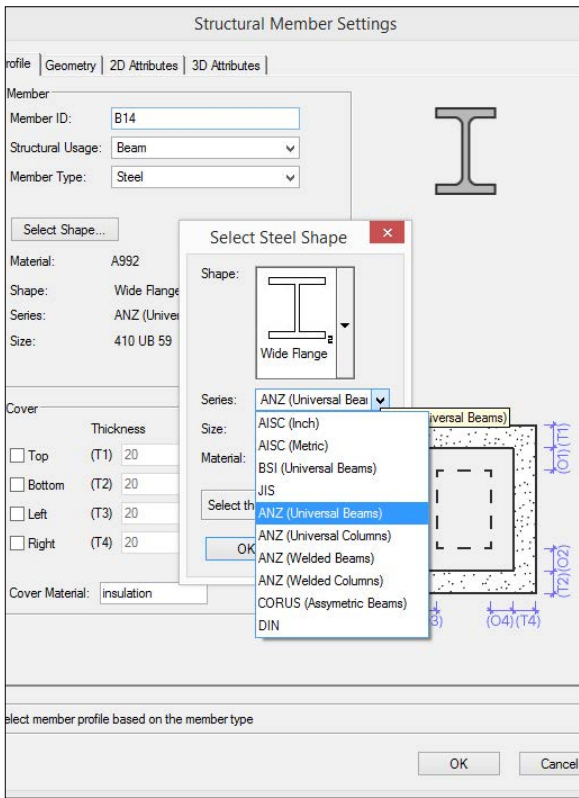 Structural Member Settings
rofile Geometry 2D Attributes 3D Attributes
Member
Member ID: B14
Structural Usage: Beam
Member Type: Steel
Select Shape...
Material: A992
Shape: Wide Flange
Series: ANZ (Univer
Size: 410 UB 59
Select Steel Shape
Shape:
2
Wide Flange
Series: ANZ (Universal Bear
iversal Beams)
Size:
Material:
Select th
OK
AISC (Inch)
AISC (Metric)
BSI (Universal Beams)
JIS
ANZ (Universal Beams)
ANZ (Universal Columns)
ANZ (Welded Beams)
ANZ (Welded Columns)
CORUS (Assymetric Beams)
DIN
Cover
Thickness
Top (T1) 20
Bottom (T2) 20
Left (T3) 20
Right (T4) 20
Cover Material: insulation
(O1)(T1)
(T2)(O2)
3) (O4)(T4)
elect member profile based on the member type
OK Cancel